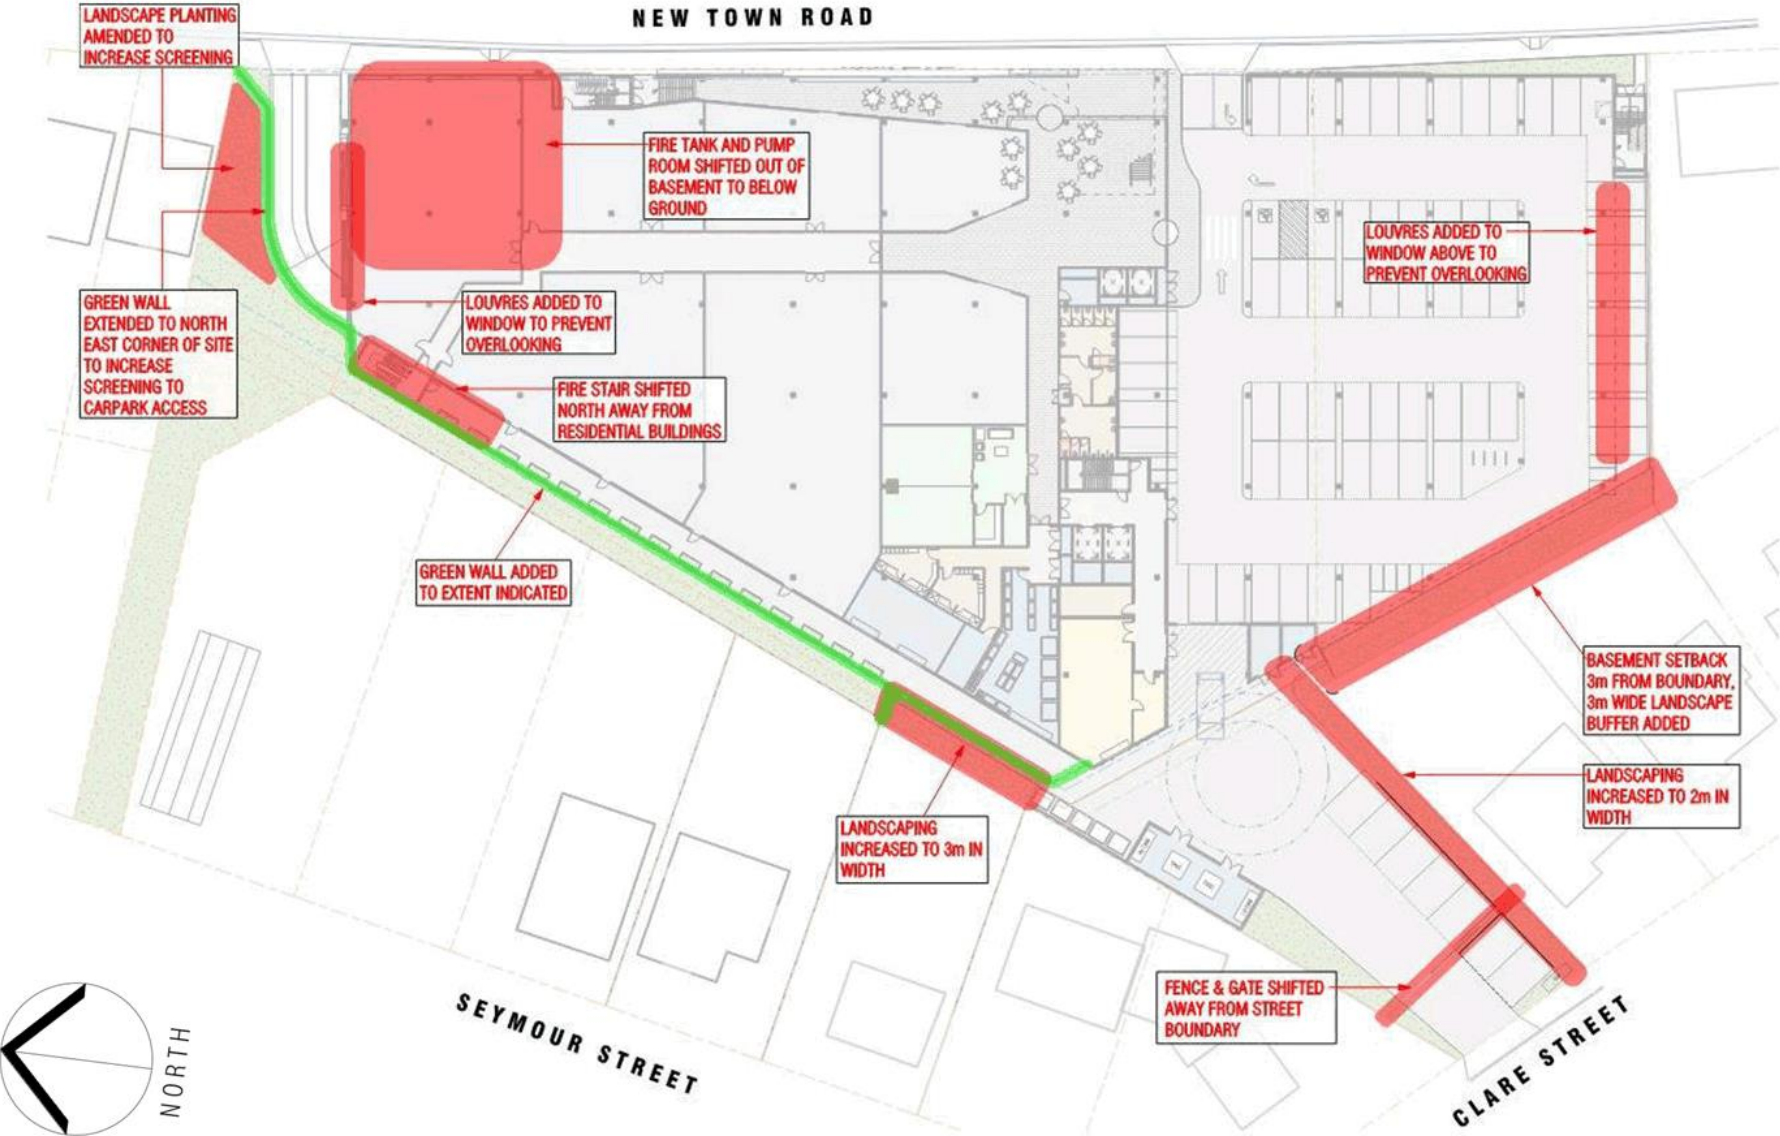 NEW TOWN ROAD
LANDSCAPE PLANTING
AMENDED TO
INCREASE SCREENING
FIRE TANK AND PUMP
ROOM SHIFTED OUT OF
BASEMENT TO BELOW
GROUND
LOUVRES ADDED TO
WINDOW ABOVE TO
PREVENT OVERLOOKING
GREEN WALL
EXTENDED TO NORTH
EAST CORNER OF SITE
TO INCREASE
SCREENING TO
CARPARK ACCESS
LOUVRES ADDED TO
WINDOW TO PREVENT
OVERLOOKING
FIRE STAIR SHIFTED
NORTH AWAY FROM
RESIDENTIAL BUILDINGS
GREEN WALL ADDED
TO EXTENT INDICATED
BASEMENT SETBACK
3m FROM BOUNDARY,
3m WIDE LANDSCAPE
BUFFER ADDED
LANDSCAPING
INCREASED TO 2m IN
WIDTH
LANDSCAPING
INCREASED TO 3m IN
WIDTH
FENCE & GATE SHIFTED
AWAY FROM STREET
BOUNDARY
SEYMOUR STREET
CLARE STREET
NORTH